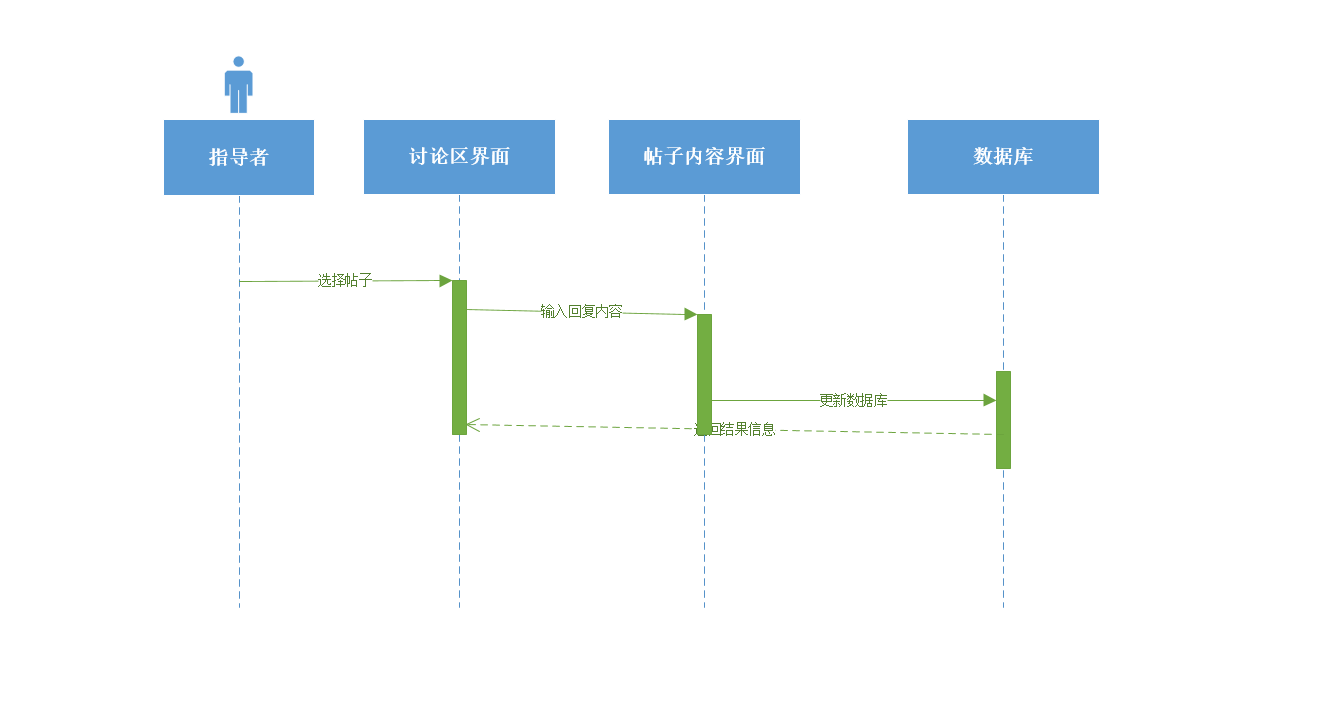 指导者
讨论区界面
帖子内容界面
数据库
选择帖子
输入回复内容
更新数据库
返回结果信息